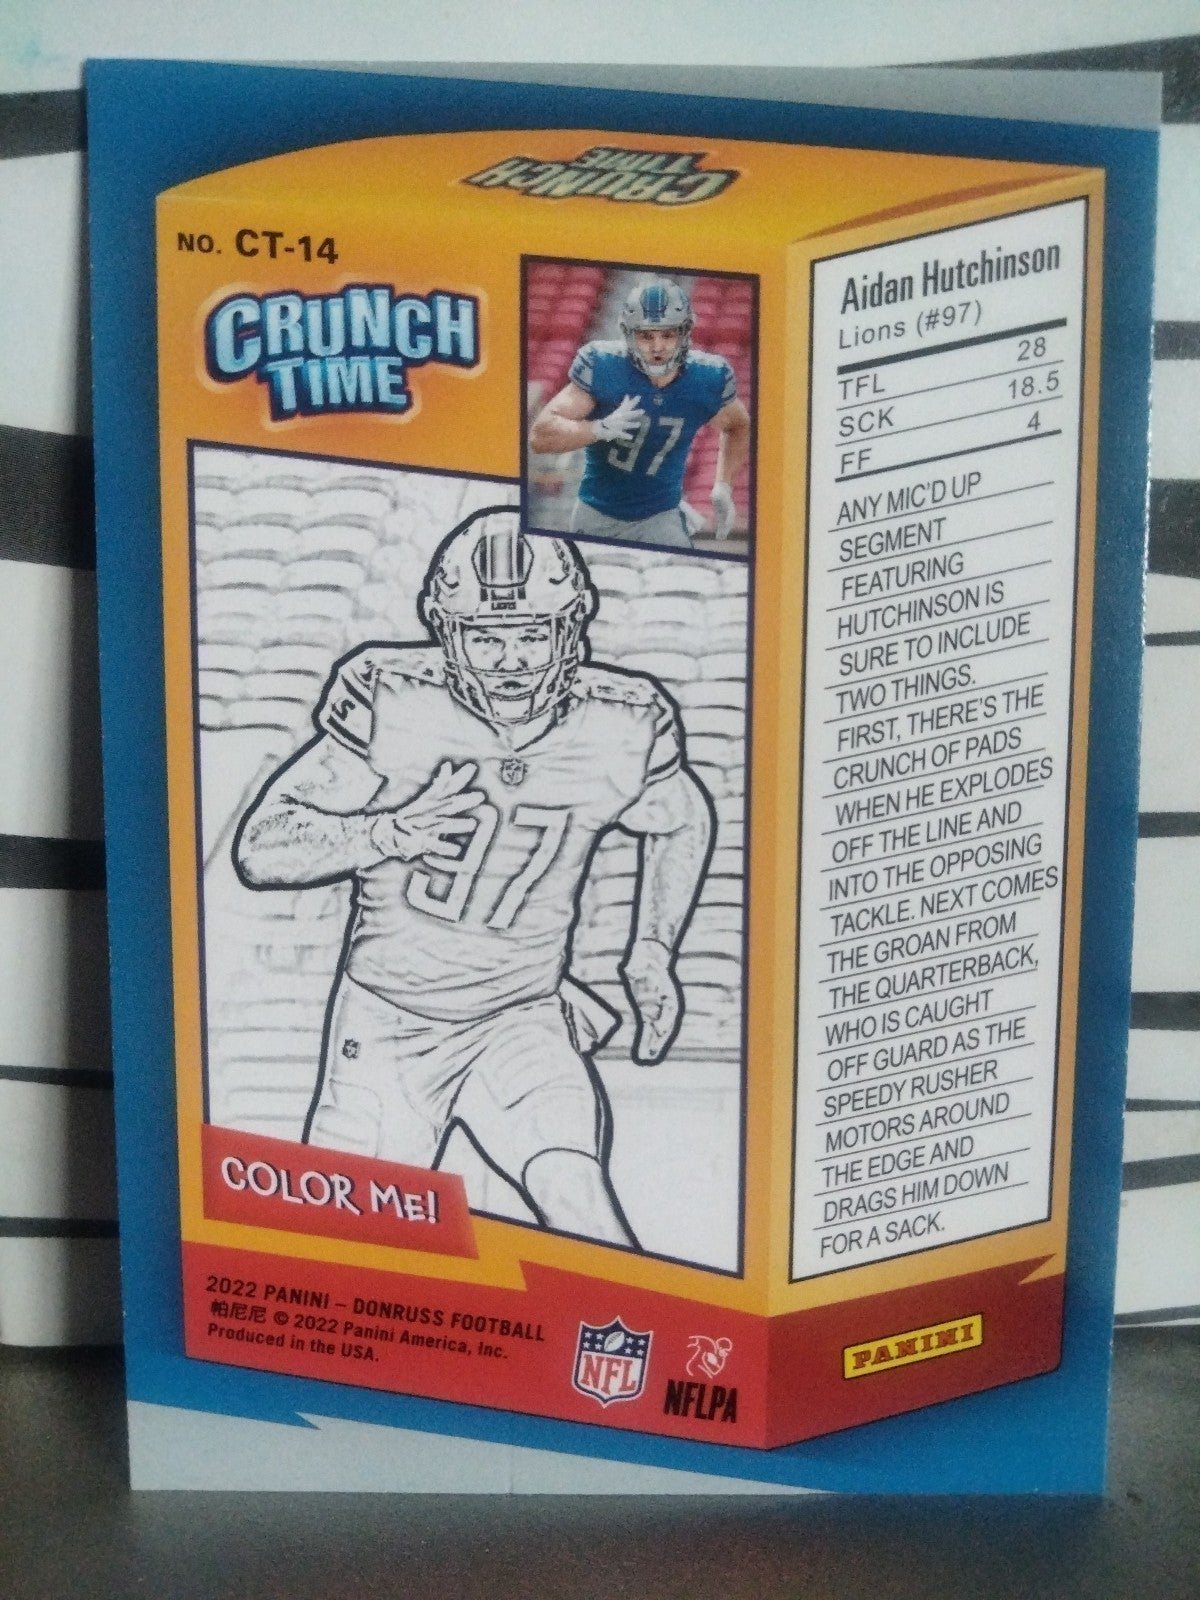 CRUNCH
TIME
NO. CT-14
CRUNCH
TIME
97
LIONS
97
COLOR ME!
Aidan Hutchinson
Lions (#97)
TFL 28
SCK 18.5
FF 4
ANY MIC'D UP
SEGMENT
FEATURING
HUTCHINSON IS
SURE TO INCLUDE
TWO THINGS.
FIRST, THERE'S THE
CRUNCH OF PADS
WHEN HE EXPLODES
OFF THE LINE AND
INTO THE OPPOSING
TACKLE. NEXT COMES
THE GROAN FROM
THE QUARTERBACK,
WHO IS CAUGHT
OFF GUARD AS THE
SPEEDY RUSHER
MOTORS AROUND
THE EDGE AND
DRAGS HIM DOWN
FOR A SACK.
2022 PANINI – DONRUSS FOOTBALL
帕尼尼 © 2022 Panini America, Inc.
Produced in the USA.
NFL
NFLPA
PANINI